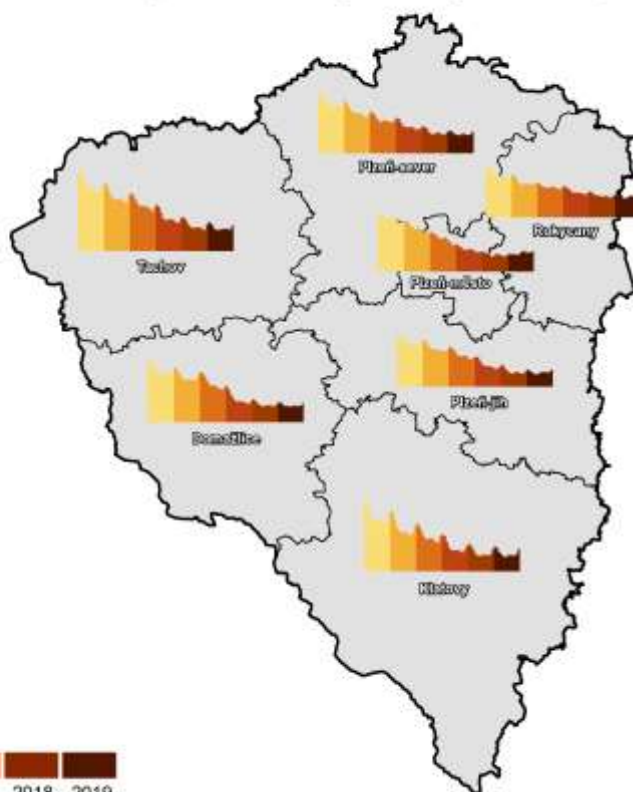 Plzeň-sever
Rokycany
Tachov
Plzeň-město
Plzeň-jih
Domažlice
Klatovy
2018 2019